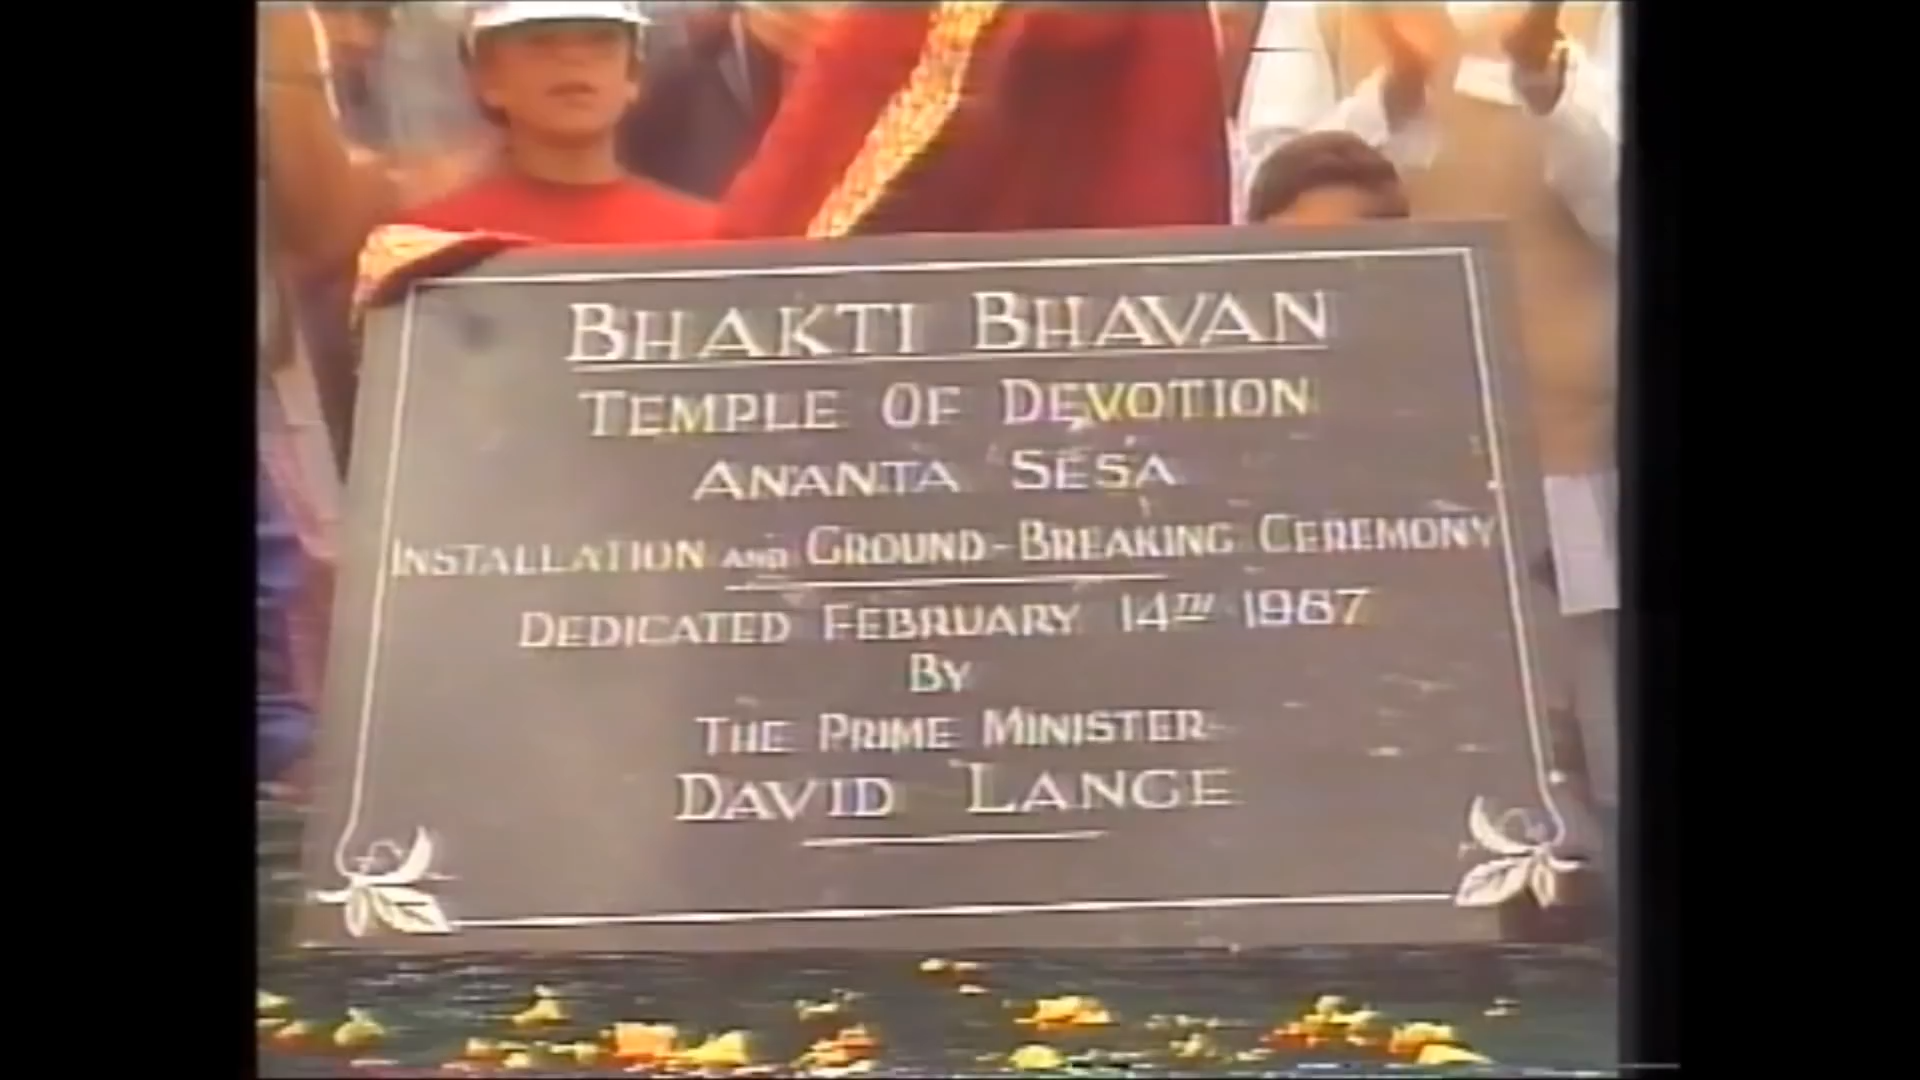 BHAKTI BHAVAN
TEMPLE OF DEVOTION
ANANTA SESA
INSTALLATION AND GROUND-BREAKING CEREMONY
DEDICATED FEBRUARY 14TH 1987
BY
THE PRIME MINISTER
DAVID LANGE